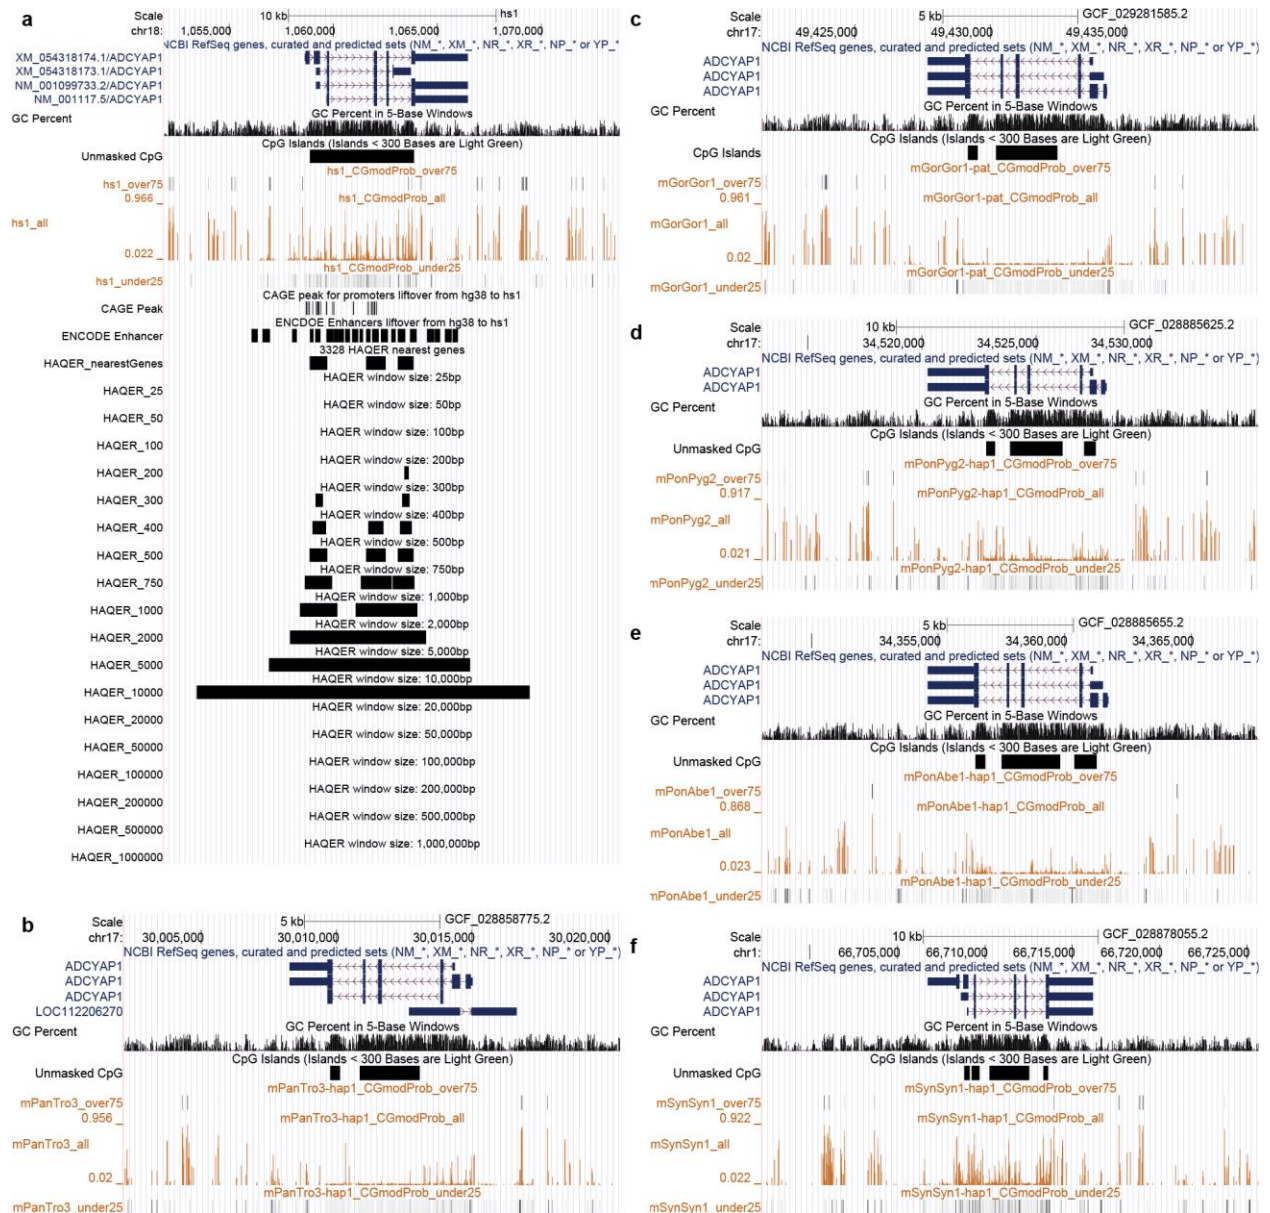 a
Scale
10 kb
hs1
chr18:
1,055,000
1,060,000
1,065,000
1,070,000
NCBI RefSeq genes, curated and predicted sets (NM_*, XM_*, NR_*, XR_*, NP_* or YP_*)
XM_054318174.1/ADCYAP1
XM_054318173.1/ADCYAP1
NM_001099733.2/ADCYAP1
NM_001117.5/ADCYAP1
GC Percent in 5-Base Windows
GC Percent
CpG Islands (Islands < 300 Bases are Light Green)
Unmasked CpG
hs1_CGmodProb_over75
hs1_over75
0.966
hs1_CGmodProb_all
hs1_all
0.022
hs1_CGmodProb_under25
hs1_under25
CAGE peak for promoters liftover from hg38 to hs1
CAGE Peak
ENCDOE Enhancers liftover from hg38 to hs1
ENCODE Enhancer
3328 HAQER nearest genes
HAQER_nearestGenes
HAQER window size: 25bp
HAQER_25
HAQER window size: 50bp
HAQER_50
HAQER window size: 100bp
HAQER_100
HAQER window size: 200bp
HAQER_200
HAQER window size: 300bp
HAQER_300
HAQER window size: 400bp
HAQER_400
HAQER window size: 500bp
HAQER_500
HAQER window size: 750bp
HAQER_750
HAQER window size: 1,000bp
HAQER_1000
HAQER window size: 2,000bp
HAQER_2000
HAQER window size: 5,000bp
HAQER_5000
HAQER window size: 10,000bp
HAQER_10000
HAQER window size: 20,000bp
HAQER_20000
HAQER window size: 50,000bp
HAQER_50000
HAQER window size: 100,000bp
HAQER_100000
HAQER window size: 200,000bp
HAQER_200000
HAQER window size: 500,000bp
HAQER_500000
HAQER window size: 1,000,000bp
HAQER_1000000
b
Scale
5 kb
GCF_028858775.2
chr17:
30,005,000
30,010,000
30,015,000
30,020,000
NCBI RefSeq genes, curated and predicted sets (NM_*, XM_*, NR_*, XR_*, NP_* or YP_*)
ADCYAP1
ADCYAP1
ADCYAP1
LOC112206270
GC Percent in 5-Base Windows
GC Percent
CpG Islands (Islands < 300 Bases are Light Green)
Unmasked CpG
mPanTro3-hap1_CGmodProb_over75
mPanTro3_over75
0.956
mPanTro3-hap1_CGmodProb_all
mPanTro3_all
0.02
mPanTro3-hap1_CGmodProb_under25
mPanTro3_under25
c
Scale
5 kb
GCF_029281585.2
chr17:
49,425,000
49,430,000
49,435,000
NCBI RefSeq genes, curated and predicted sets (NM_*, XM_*, NR_*, XR_*, NP_* or YP_*)
ADCYAP1
ADCYAP1
ADCYAP1
GC Percent in 5-Base Windows
GC Percent
CpG Islands (Islands < 300 Bases are Light Green)
CpG Islands
mGorGor1-pat_CGmodProb_over75
mGorGor1_over75
0.961
mGorGor1-pat_CGmodProb_all
mGorGor1_all
0.02
mGorGor1-pat_CGmodProb_under25
mGorGor1_under25
d
Scale
10 kb
GCF_028885625.2
chr17:
34,520,000
34,525,000
34,530,000
NCBI RefSeq genes, curated and predicted sets (NM_*, XM_*, NR_*, XR_*, NP_* or YP_*)
ADCYAP1
ADCYAP1
GC Percent in 5-Base Windows
GC Percent
CpG Islands (Islands < 300 Bases are Light Green)
Unmasked CpG
mPonPyg2-hap1_CGmodProb_over75
mPonPyg2_over75
0.917
mPonPyg2-hap1_CGmodProb_all
mPonPyg2_all
0.021
mPonPyg2-hap1_CGmodProb_under25
mPonPyg2_under25
e
Scale
5 kb
GCF_028885655.2
chr17:
34,355,000
34,360,000
34,365,000
NCBI RefSeq genes, curated and predicted sets (NM_*, XM_*, NR_*, XR_*, NP_* or YP_*)
ADCYAP1
ADCYAP1
ADCYAP1
GC Percent in 5-Base Windows
GC Percent
CpG Islands (Islands < 300 Bases are Light Green)
Unmasked CpG
mPonAbe1-hap1_CGmodProb_over75
mPonAbe1_over75
0.868
mPonAbe1-hap1_CGmodProb_all
mPonAbe1_all
0.023
mPonAbe1-hap1_CGmodProb_under25
mPonAbe1_under25
f
Scale
10 kb
GCF_028878055.2
chr1:
66,705,000
66,710,000
66,715,000
66,720,000
66,725,000
NCBI RefSeq genes, curated and predicted sets (NM_*, XM_*, NR_*, XR_*, NP_* or YP_*)
ADCYAP1
ADCYAP1
ADCYAP1
GC Percent in 5-Base Windows
GC Percent
CpG Islands (Islands < 300 Bases are Light Green)
Unmasked CpG
mSynSyn1-hap1_CGmodProb_over75
mSynSyn1_over75
0.922
mSynSyn1-hap1_CGmodProb_all
mSynSyn1_all
0.022
mSynSyn1-hap1_CGmodProb_under25
mSynSyn1_under25